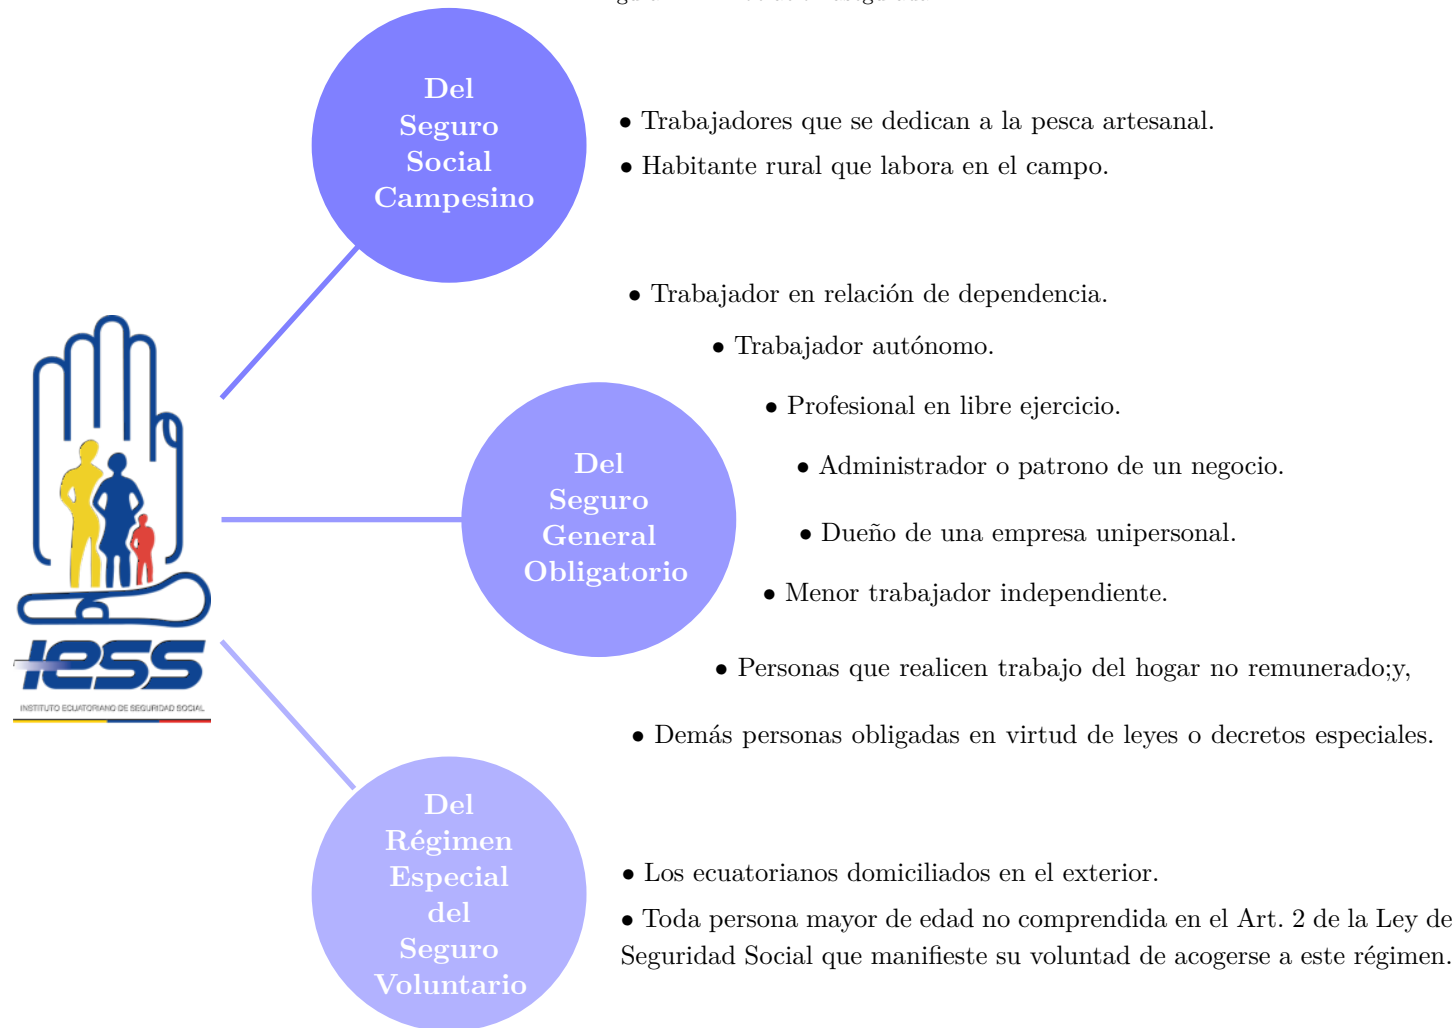 Del
Seguro
Social
Campesino
• Trabajadores que se dedican a la pesca artesanal.
• Habitante rural que labora en el campo.
• Trabajador en relación de dependencia.
• Trabajador autónomo.
• Profesional en libre ejercicio.
• Administrador o patrono de un negocio.
• Dueño de una empresa unipersonal.
• Menor trabajador independiente.
• Personas que realicen trabajo del hogar no remunerado;y,
• Demás personas obligadas en virtud de leyes o decretos especiales.
Del
Seguro
General
Obligatorio
IESS
INSTITUTO ECUATORIANO DE SEGURIDAD SOCIAL
Del
Régimen
Especial
del
Seguro
Voluntario
• Los ecuatorianos domiciliados en el exterior.
• Toda persona mayor de edad no comprendida en el Art. 2 de la Ley de
Seguridad Social que manifieste su voluntad de acogerse a este régimen.